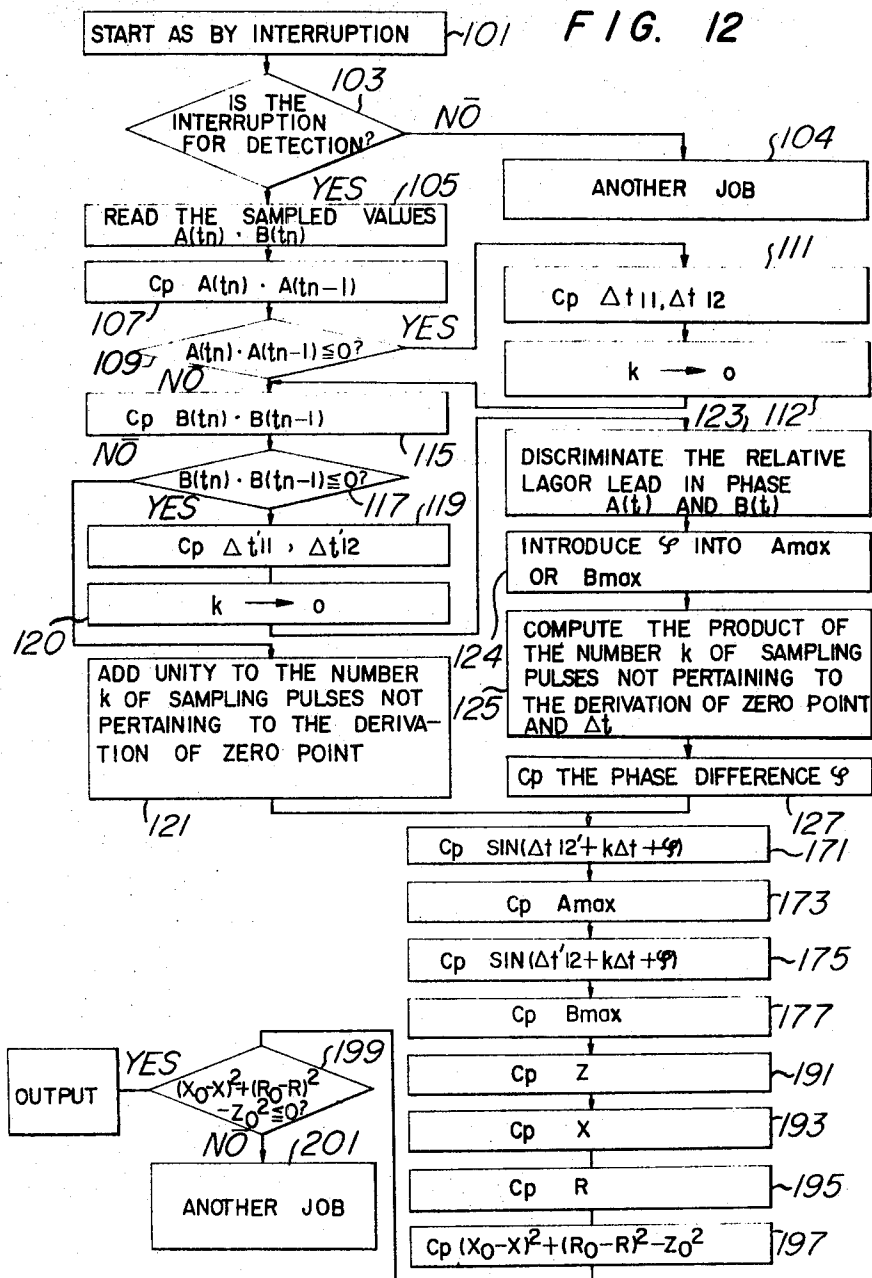 FIG. 12
START AS BY INTERRUPTION
101
103
IS THE
INTERRUPTION
FOR DETECTION?
NŌ
104
ANOTHER JOB
YES
105
READ THE SAMPLED VALUES
A(tn) · B(tn)
Cp A(tn) · A(tn-1)
107
109
A(tn) · A(tn-1)≦0?
YES
NŌ
111
Cp Δt11, Δt12
k → o
112
Cp B(tn) · B(tn-1)
115
NŌ
B(tn) · B(tn-1)≦0?
117
YES
119
Cp Δt'11 , Δt'12
k → o
120
123
DISCRIMINATE THE RELATIVE
LAGOR LEAD IN PHASE
A(t) AND B(t)
INTRODUCE φ INTO Amax
OR Bmax
124
COMPUTE THE PRODUCT OF
THE NUMBER k OF SAMPLING
PULSES NOT PERTAINING TO
THE DERIVATION OF ZERO POINT
AND Δt
125
ADD UNITY TO THE NUMBER
k OF SAMPLING PULSES NOT
PERTAINING TO THE DERIVA-
TION OF ZERO POINT
121
Cp THE PHASE DIFFERENCE φ
127
Cp SIN(Δt12'+kΔt+φ)
171
Cp Amax
173
Cp SIN(Δt'12+kΔt+φ)
175
Cp Bmax
177
Cp Z
191
Cp X
193
Cp R
195
Cp (X0-X)²+(R0-R)²-Z0²
197
199
(X0-X)²+(R0-R)²
-Z0²≦0?
YES
OUTPUT
NŌ
201
ANOTHER JOB